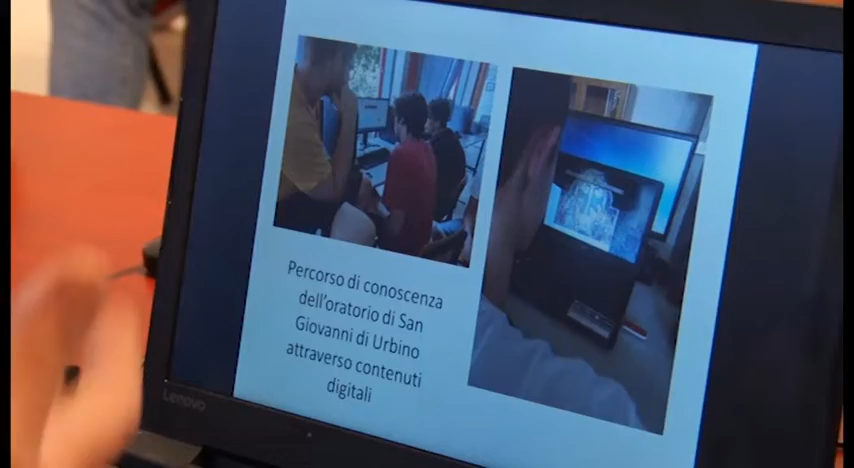 Percorso di conoscenza
dell'oratorio di San
Giovanni di Urbino
attraverso contenuti
digitali
Lenovo